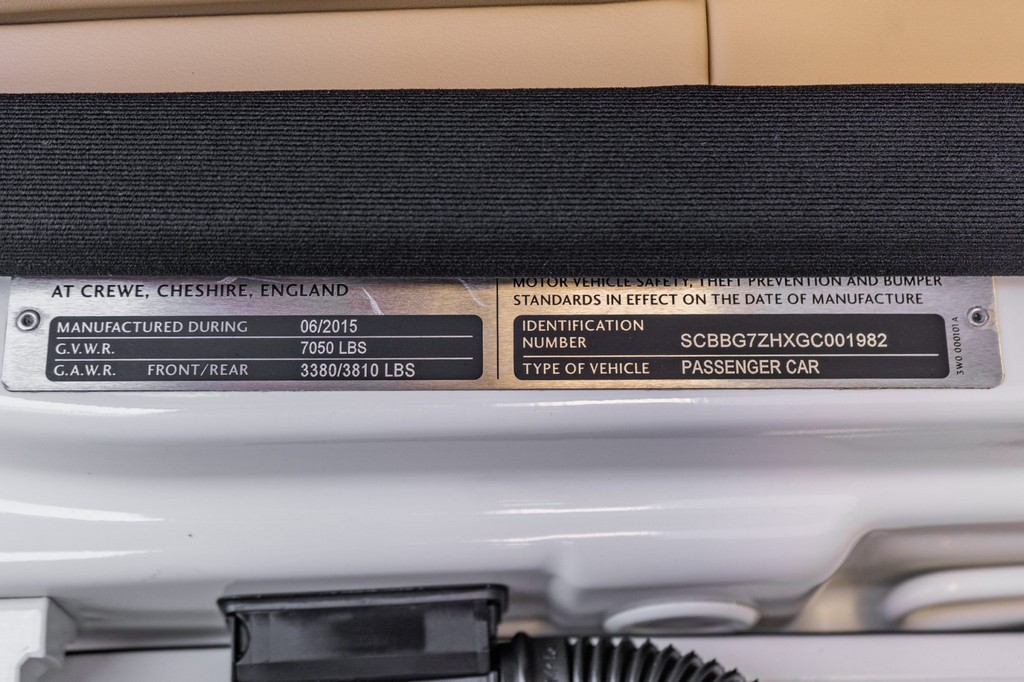 AT CREWE, CHESHIRE, ENGLAND
MANUFACTURED DURING 06/2015
G.V.W.R. 7050 LBS
G.A.W.R. FRONT/REAR 3380/3810 LBS
MOTOR VEHICLE SAFETY, THEFT PREVENTION AND BUMPER
STANDARDS IN EFFECT ON THE DATE OF MANUFACTURE
IDENTIFICATION
NUMBER SCBBG7ZHXGC001982
TYPE OF VEHICLE PASSENGER CAR
3W0 000101 A